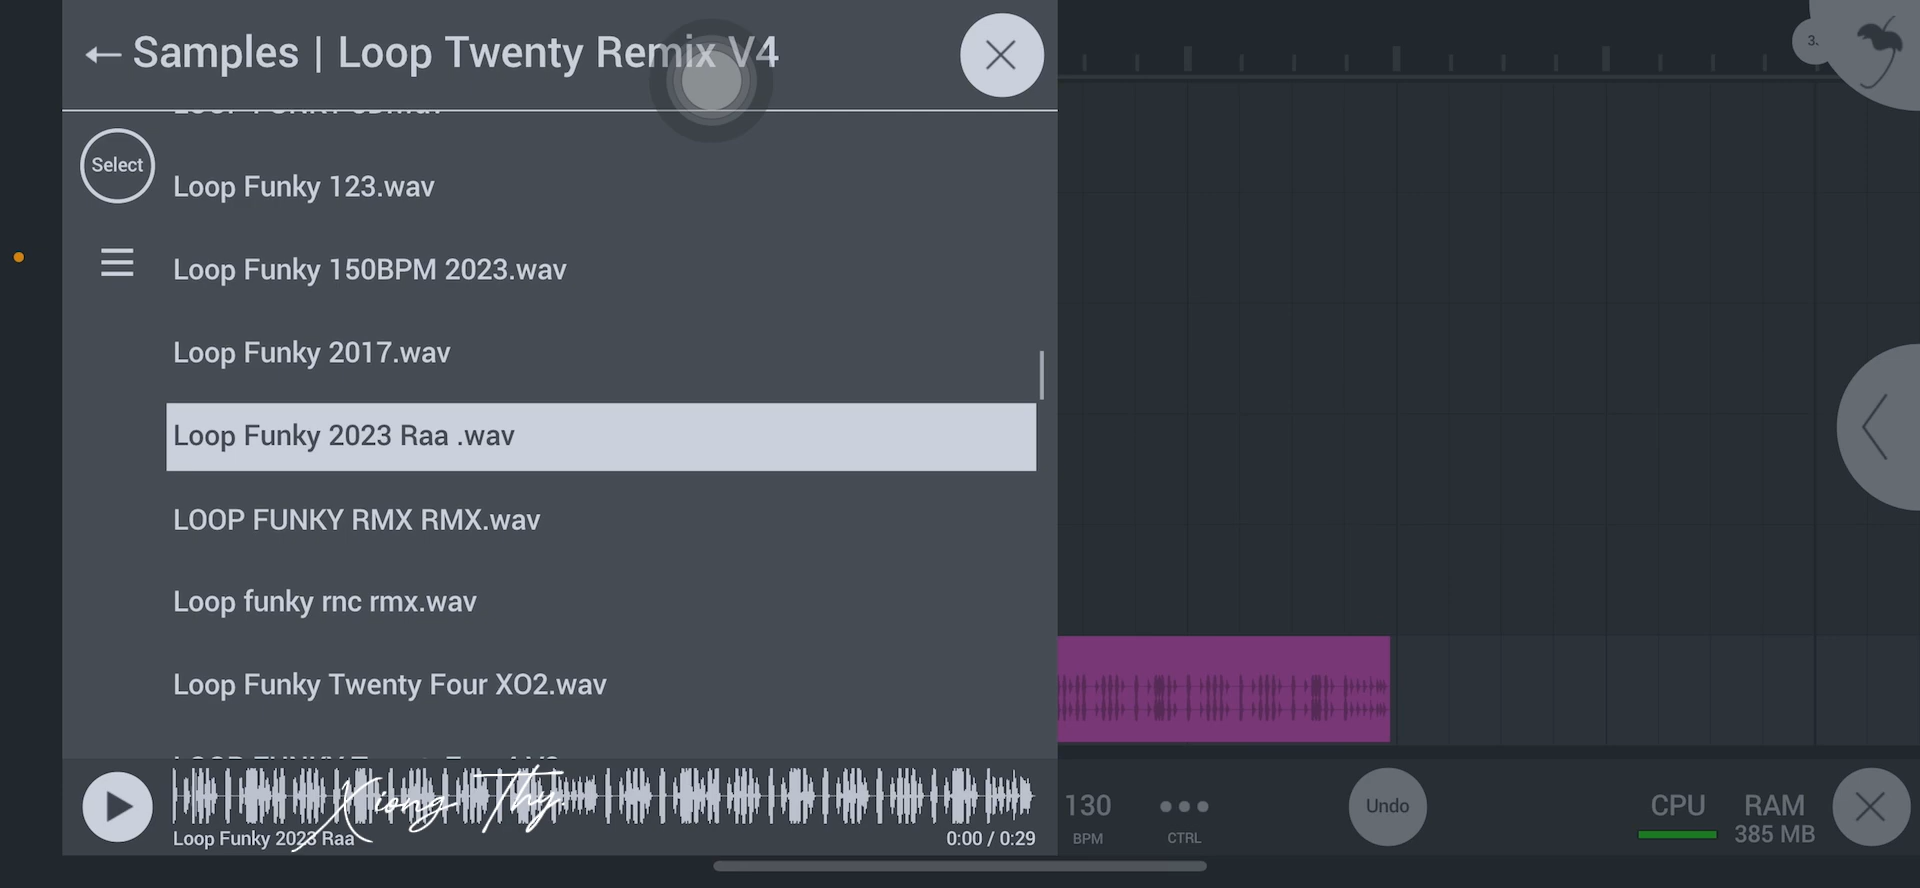 Samples | Loop Twenty Remix V4
Select
Loop Funky 123.wav
Loop Funky 150BPM 2023.wav
Loop Funky 2017.wav
Loop Funky 2023 Raa .wav
LOOP FUNKY RMX RMX.wav
Loop funky rnc rmx.wav
Loop Funky Twenty Four XO2.wav
Xiong Thy
Loop Funky 2023 Raa
0:00 / 0:29
130
BPM
CTRL
Undo
CPU
RAM
385 MB